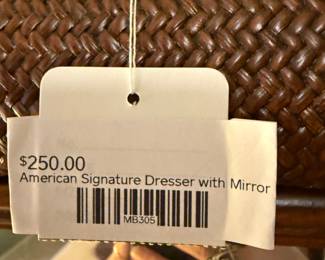 $250.00
American Signature Dresser with Mirror
MB305